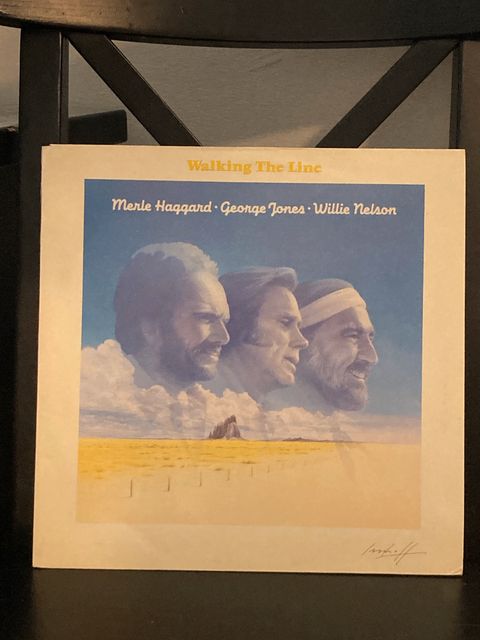 Walking The Line
Merle Haggard · George Jones · Willie Nelson